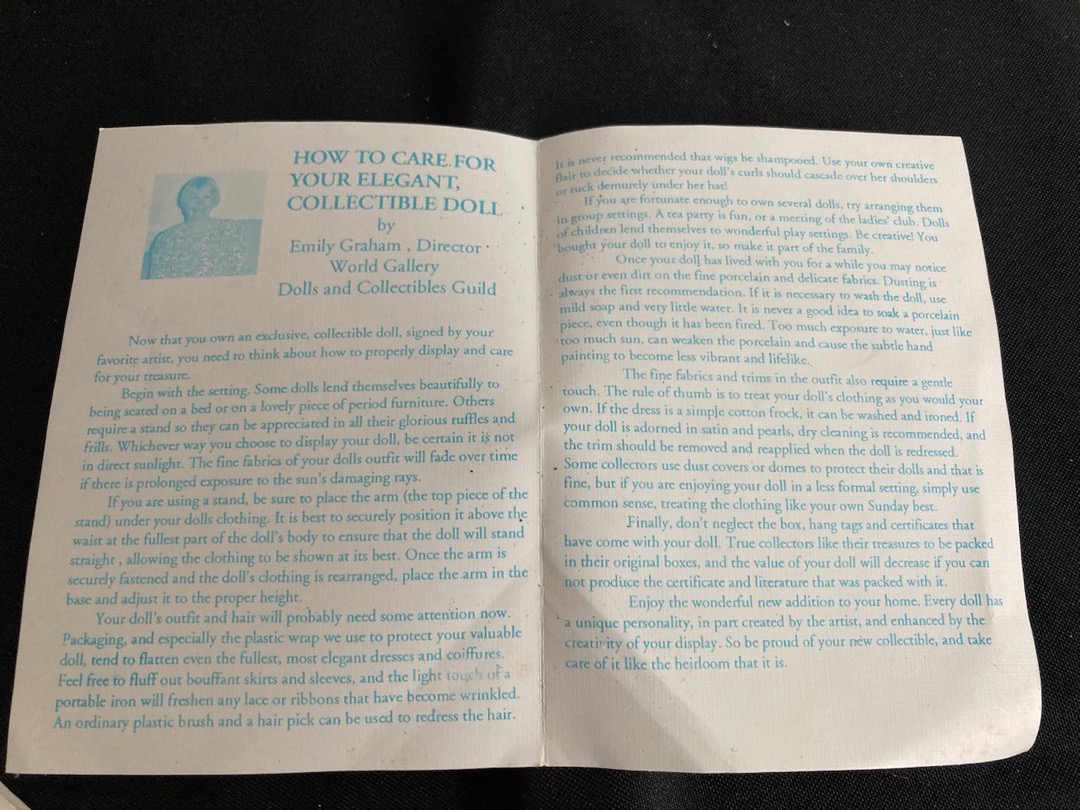 HOW TO CARE FOR
YOUR ELEGANT,
COLLECTIBLE DOLL
by
Emily Graham , Director
World Gallery
Dolls and Collectibles Guild
Now that you own an exclusive, collectible doll, signed by your
favorite artist, you need to think about how to properly display and care
for your treasure.
Begin with the setting. Some dolls lend themselves beautifully to
being seated on a bed or on a lovely piece of period furniture. Others
require a stand so they can be appreciated in all their glorious ruffles and
frills. Whichever way you choose to display your doll, be certain it is not
in direct sunlight. The fine fabrics of your dolls outfit will fade over time
if there is prolonged exposure to the sun's damaging rays.
If you are using a stand, be sure to place the arm (the top piece of the
stand) under your dolls clothing. It is best to securely position it above the
waist at the fullest part of the doll's body to ensure that the doll will stand
straight , allowing the clothing to be shown at its best. Once the arm is
securely fastened and the doll's clothing is rearranged, place the arm in the
base and adjust it to the proper height.
Your doll's outfit and hair will probably need some attention now.
Packaging, and especially the plastic wrap we use to protect your valuable
doll, tend to flatten even the fullest, most elegant dresses and coiffures.
Feel free to fluff out bouffant skirts and sleeves, and the light touch of a
portable iron will freshen any lace or ribbons that have become wrinkled.
An ordinary plastic brush and a hair pick can be used to redress the hair.
It is never recommended that wigs be shampooed. Use your own creative
flair to decide whether your doll's curls should cascade over her shoulders
or tuck demurely under her hat!
If you are fortunate enough to own several dolls, try arranging them
in group settings. A tea party is fun, or a meeting of the ladies' club. Dolls
of children lend themselves to wonderful play settings. Be creative! You
bought your doll to enjoy it, so make it part of the family.
Once your doll has lived with you for a while you may notice
dust or even dirt on the fine porcelain and delicate fabrics. Dusting is
always the first recommendation. If it is necessary to wash the doll, use
mild soap and very little water. It is never a good idea to soak a porcelain
piece, even though it has been fired. Too much exposure to water, just like
too much sun, can weaken the porcelain and cause the subtle hand
painting to become less vibrant and lifelike.
The fine fabrics and trims in the outfit also require a gentle
touch. The rule of thumb is to treat your doll's clothing as you would your
own. If the dress is a simple cotton frock, it can be washed and ironed. If
your doll is adorned in satin and pearls, dry cleaning is recommended, and
the trim should be removed and reapplied when the doll is redressed.
Some collectors use dust covers or domes to protect their dolls and that is
fine, but if you are enjoying your doll in a less formal setting, simply use
common sense, treating the clothing like your own Sunday best.
Finally, don't neglect the box, hang tags and certificates that
have come with your doll. True collectors like their treasures to be packed
in their original boxes, and the value of your doll will decrease if you can
not produce the certificate and literature that was packed with it.
Enjoy the wonderful new addition to your home. Every doll has
a unique personality, in part created by the artist, and enhanced by the
creativity of your display. So be proud of your new collectible, and take
care of it like the heirloom that it is.